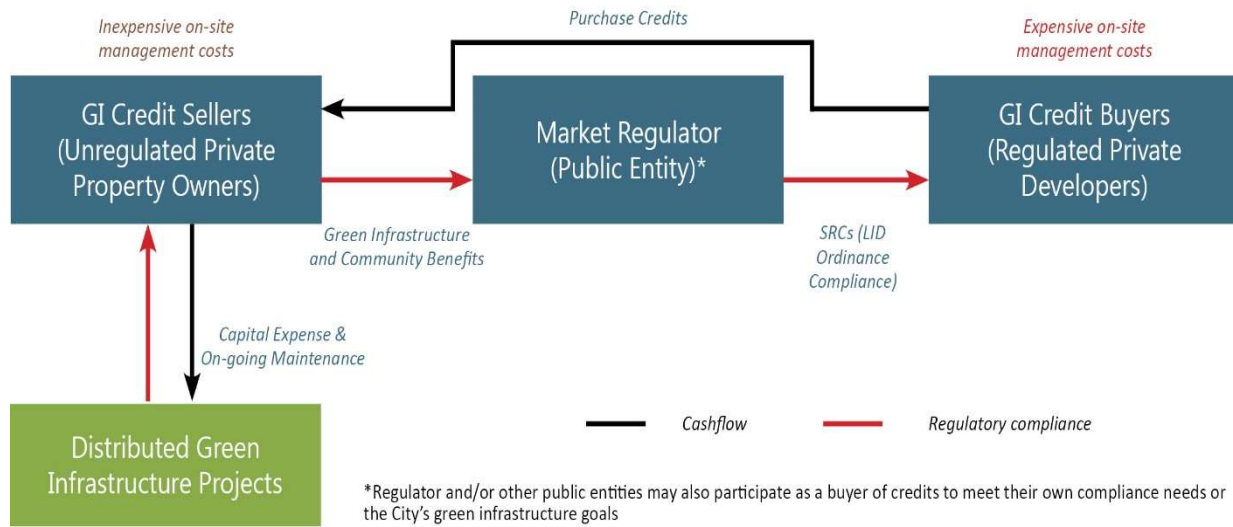 Inexpensive on-site
management costs
Purchase Credits
Expensive on-site
management costs
GI Credit Sellers
(Unregulated Private
Property Owners)
Market Regulator
(Public Entity)*
GI Credit Buyers
(Regulated Private
Developers)
Green Infrastructure
and Community Benefits
SRCs (LID
Ordinance
Compliance)
Capital Expense &
On-going Maintenance
Distributed Green
Infrastructure Projects
Cashflow
Regulatory compliance
*Regulator and/or other public entities may also participate as a buyer of credits to meet their own compliance needs or
the City's green infrastructure goals